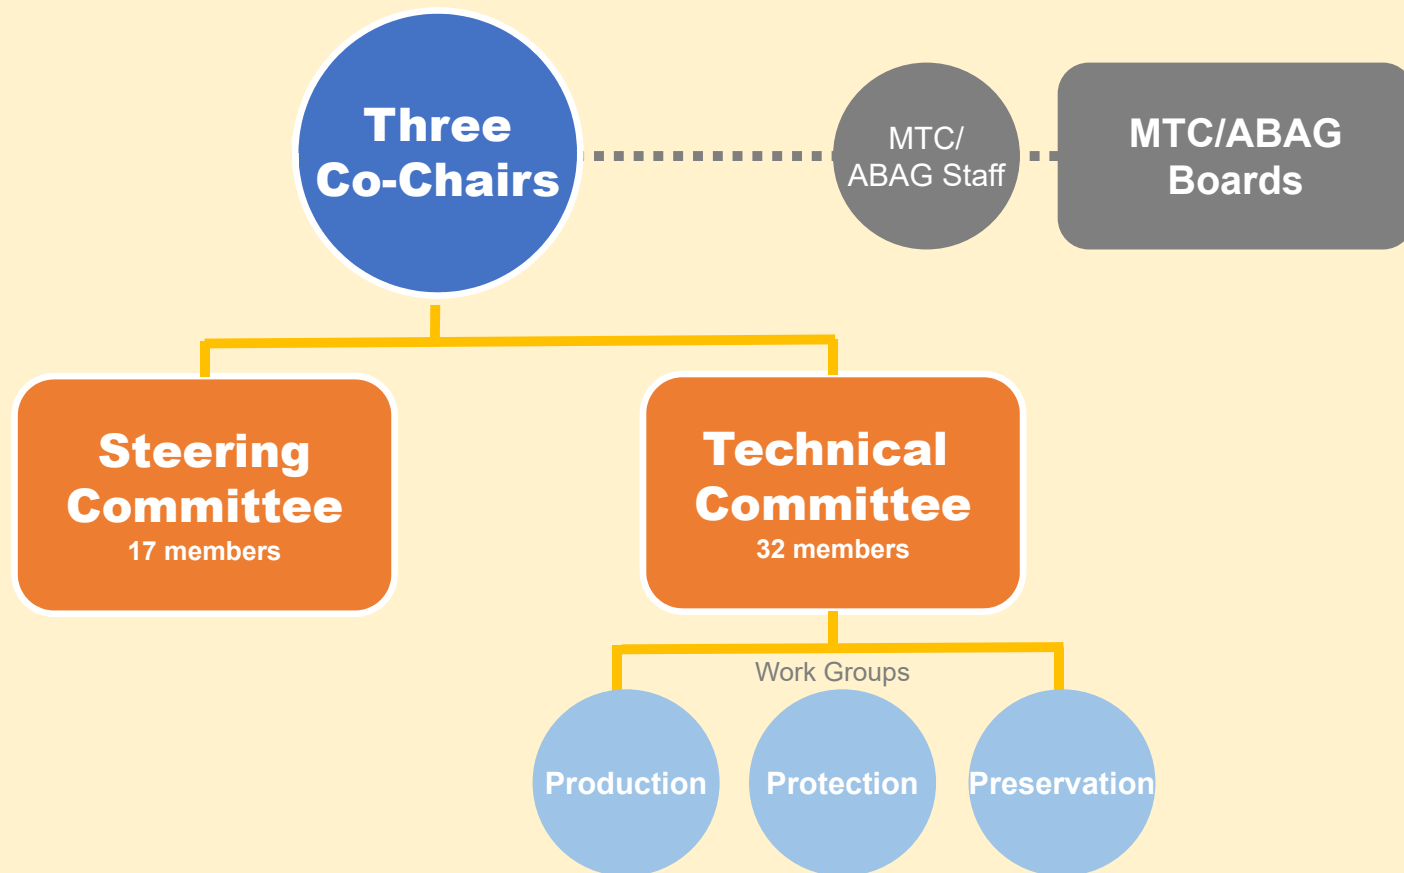 Three
Co-Chairs
MTC/
ABAG Staff
MTC/ABAG
Boards
Steering
Committee
17 members
Technical
Committee
32 members
Work Groups
Production
Protection
Preservation